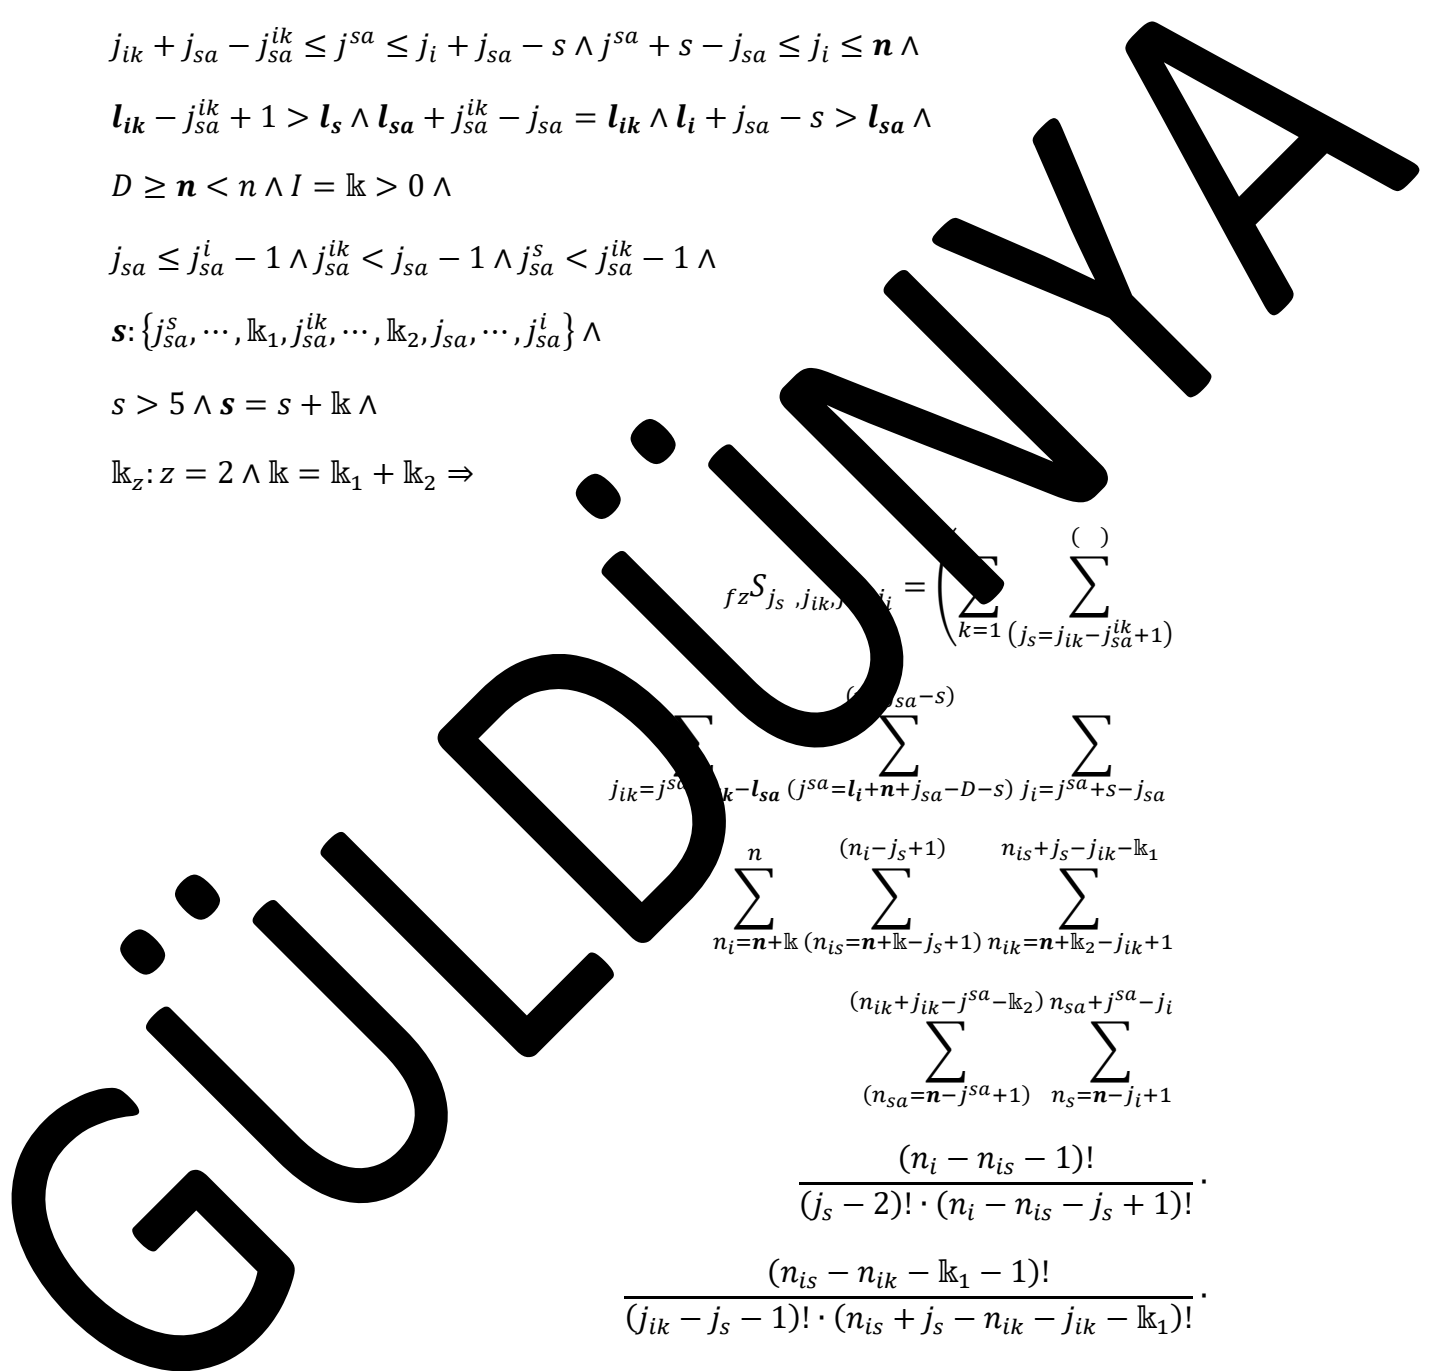 j_{ik} + j_{sa} − j_{sa}^{ik} ≤ j^{sa} ≤ j_i + j_{sa} − s ∧ j^{sa} + s − j_{sa} ≤ j_i ≤ n ∧
l_{ik} − j_{sa}^{ik} + 1 > l_s ∧ l_{sa} + j_{sa}^{ik} − j_{sa} = l_{ik} ∧ l_i + j_{sa} − s > l_{sa} ∧
D ≥ n < n ∧ I = 𝕜 > 0 ∧
j_{sa} ≤ j_{sa}^{i} − 1 ∧ j_{sa}^{ik} < j_{sa} − 1 ∧ j_{sa}^{s} < j_{sa}^{ik} − 1 ∧
s: {j_{sa}^{s}, ⋯, 𝕜_1, j_{sa}^{ik}, ⋯, 𝕜_2, j_{sa}, ⋯, j_{sa}^{i}} ∧
s > 5 ∧ s = s + 𝕜 ∧
𝕜_z: z = 2 ∧ 𝕜 = 𝕜_1 + 𝕜_2 ⇒
_{fz}S_{j_s, j_{ik}, j_i} = ( ∑_{k=1} ∑_{(j_s=j_{ik}−j_{sa}^{ik}+1)}^{( )}
∑ ∑_{(j^{sa}=l_i+n+j_{sa}−D−s)} ∑_{j_i=j^{sa}+s−j_{sa}}
∑_{n_i=n+𝕜}^{n} ∑_{(n_{is}=n+𝕜−j_s+1)}^{(n_i−j_s+1)} ∑_{n_{ik}=n+𝕜_2−j_{ik}+1}^{n_{is}+j_s−j_{ik}−𝕜_1}
∑_{(n_{sa}=n−j^{sa}+1)}^{(n_{ik}+j_{ik}−j^{sa}−𝕜_2)} ∑_{n_s=n−j_i+1}^{n_{sa}+j^{sa}−j_i}
(n_i − n_{is} − 1)! / (j_s − 2)! · (n_i − n_{is} − j_s + 1)! ·
(n_{is} − n_{ik} − 𝕜_1 − 1)! / (j_{ik} − j_s − 1)! · (n_{is} + j_s − n_{ik} − j_{ik} − 𝕜_1)! ·
GÜLDÜNYA